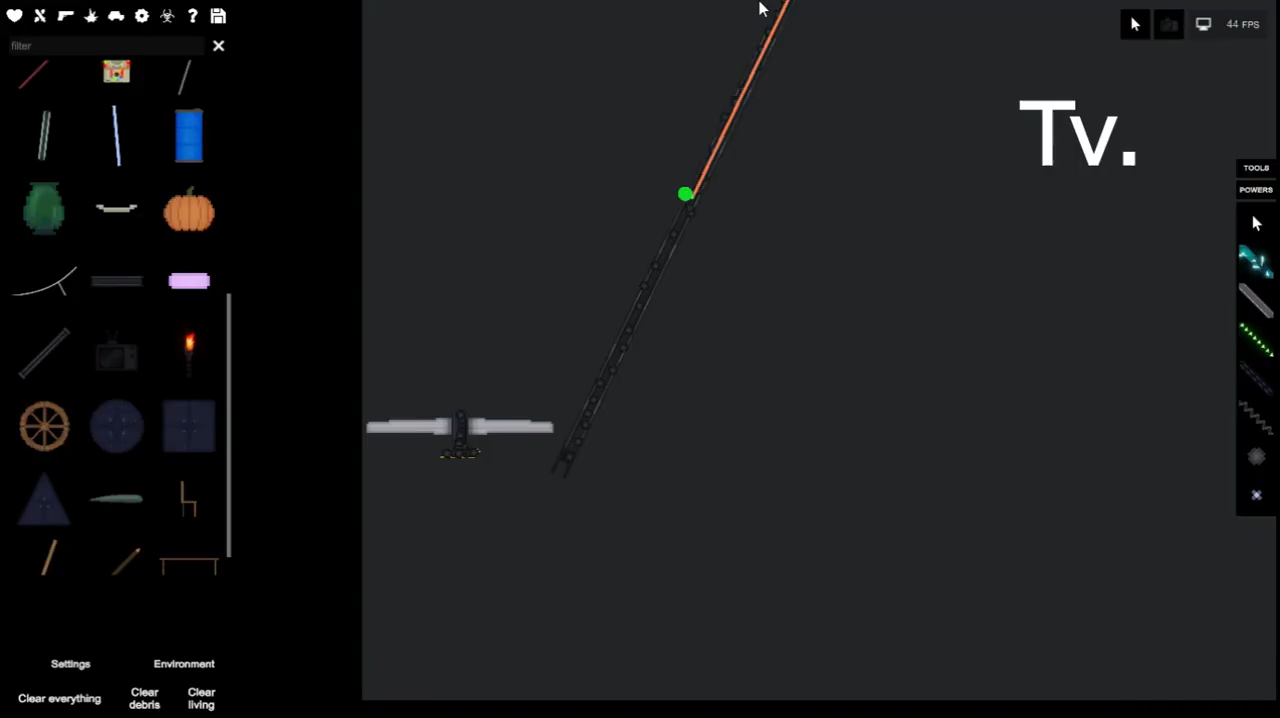 44 FPS
filter
Tv.
TOOLS
POWERS
Settings
Environment
Clear everything
Clear
debris
Clear
living